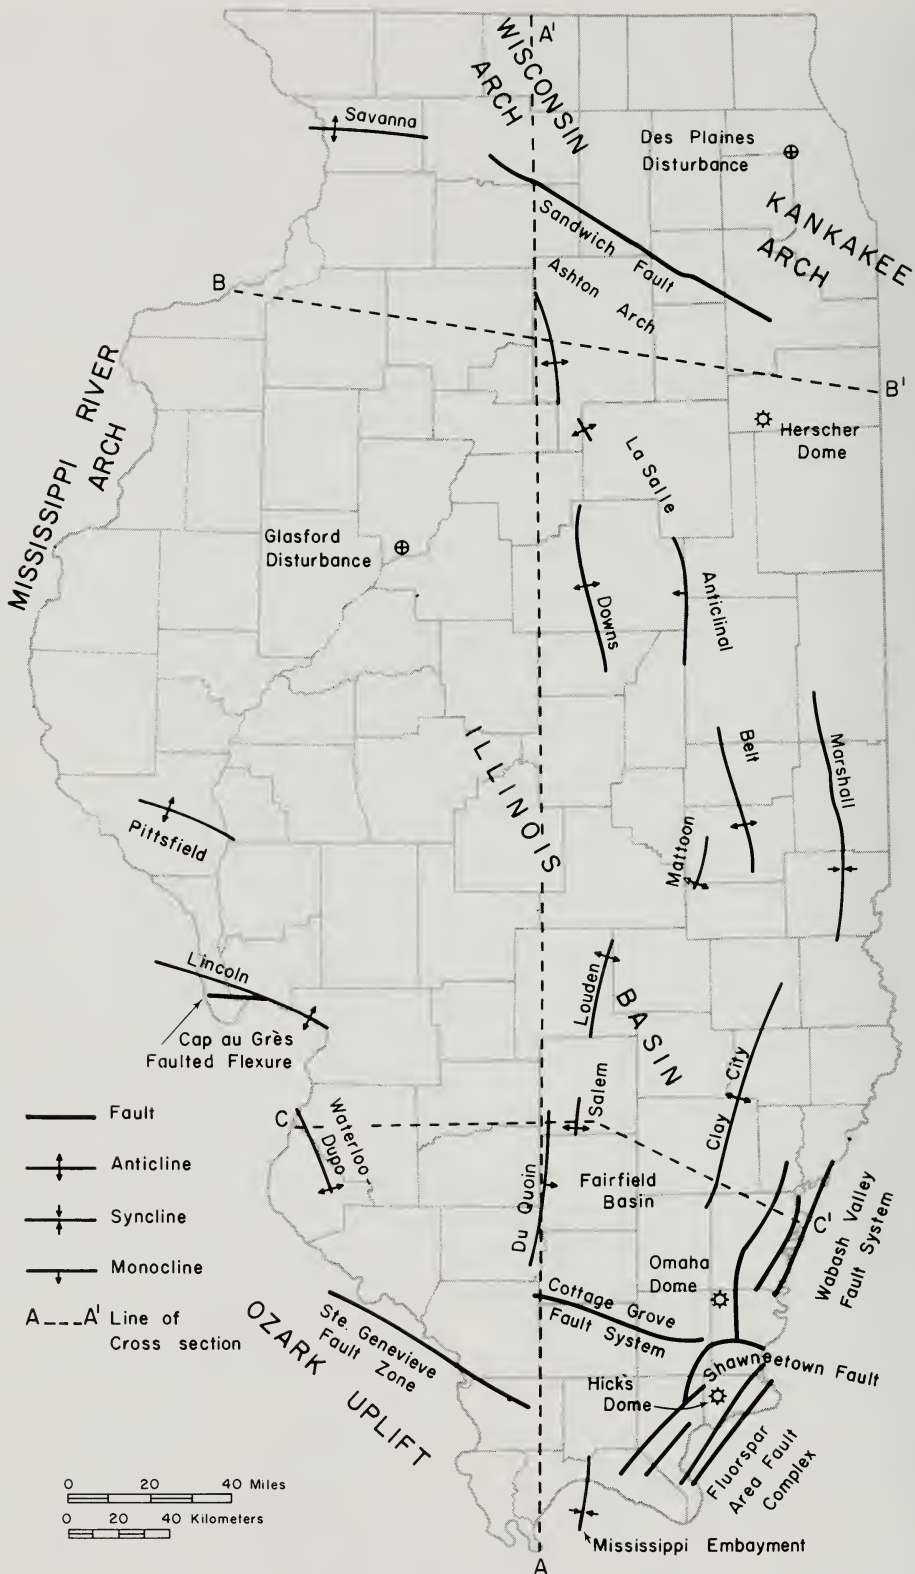 A'
WISCONSIN
ARCH
Savanna
Des Plaines
Disturbance
KANKAKEE
ARCH
Sandwich Fault
Ashton Arch
B
B'
MISSISSIPPI RIVER
ARCH
Herscher
Dome
La Salle
Glasford
Disturbance
Downs
Anticlinal
ILLINOIS
Belt
Marshall
Pittsfield
Mattoon
Lincoln
Louden
BASIN
Cap au Grès
Faulted Flexure
Clay City
Salem
Fault
C
Waterloo
Dupo
Anticline
Du Quoin
Fairfield
Basin
C'
Wabash Valley
Fault System
Syncline
Monocline
Omaha
Dome
A---A' Line of
Cross section
Cottage Grove
Fault System
Ste. Genevieve
Fault Zone
OZARK UPLIFT
Shawneetown Fault
Hick's
Dome
Fluorspar
Area Fault
Complex
0 20 40 Miles
0 20 40 Kilometers
Mississippi Embayment
A